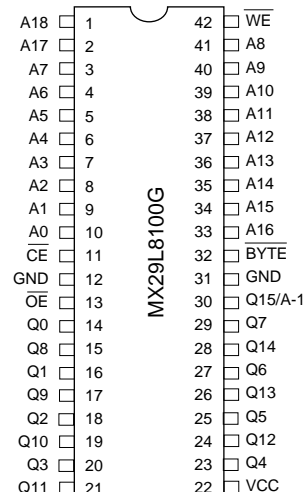 A18 1 42 WE
A17 2 41 A8
A7 3 40 A9
A6 4 39 A10
A5 5 38 A11
A4 6 37 A12
A3 7 36 A13
A2 8 35 A14
A1 9 34 A15
A0 10 33 A16
CE 11 32 BYTE
GND 12 31 GND
OE 13 30 Q15/A-1
Q0 14 29 Q7
Q8 15 28 Q14
Q1 16 27 Q6
Q9 17 26 Q13
Q2 18 25 Q5
Q10 19 24 Q12
Q3 20 23 Q4
Q11 21 22 VCC
MX29L8100G